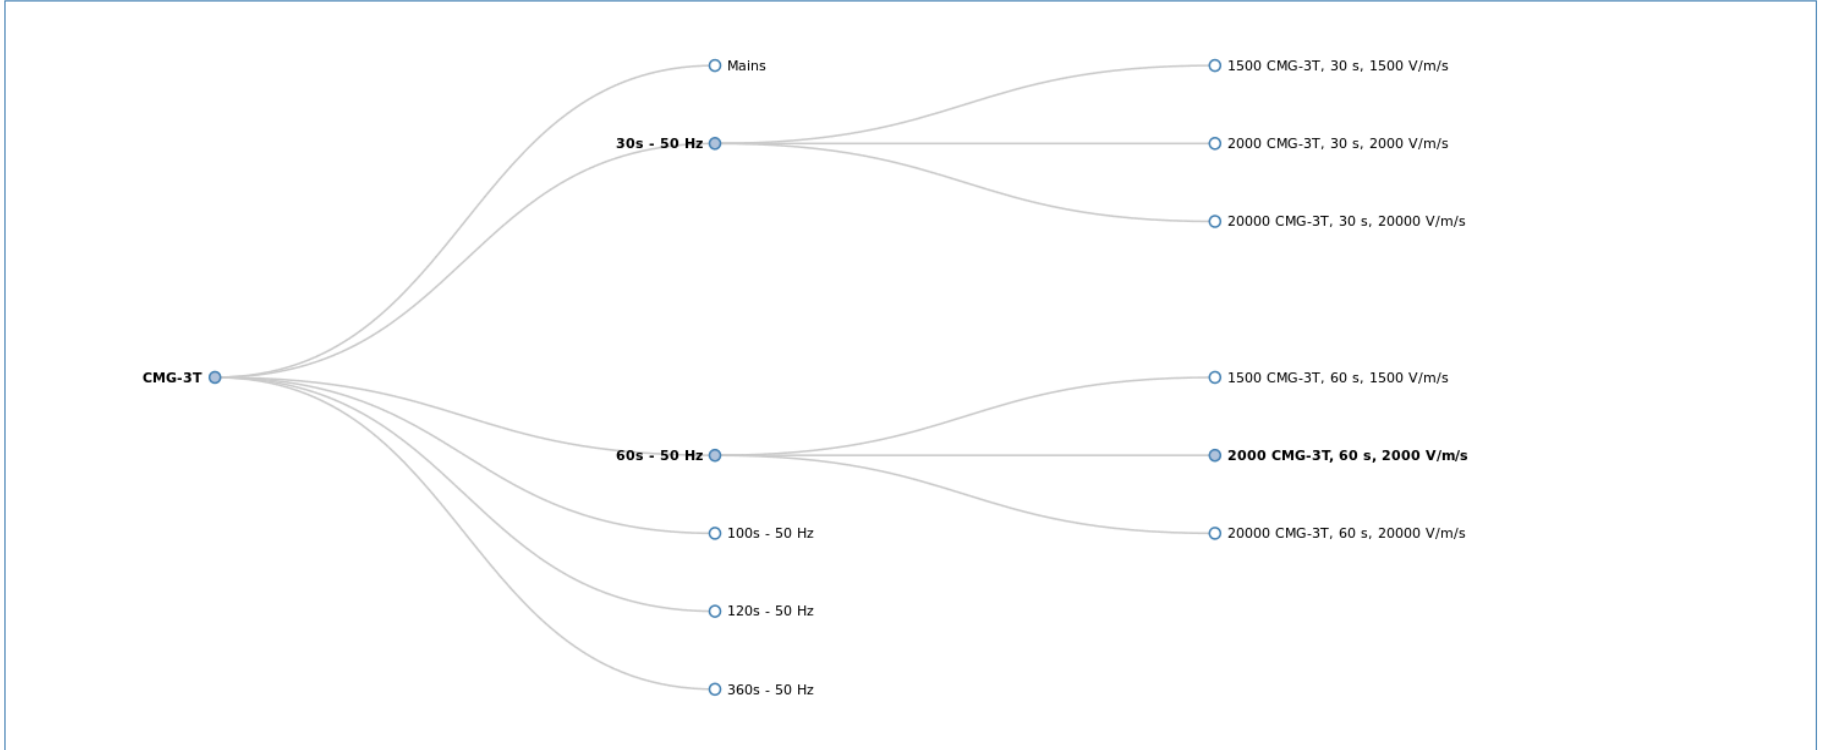 Mains
1500 CMG-3T, 30 s, 1500 V/m/s
30s - 50 Hz
2000 CMG-3T, 30 s, 2000 V/m/s
20000 CMG-3T, 30 s, 20000 V/m/s
CMG-3T
1500 CMG-3T, 60 s, 1500 V/m/s
60s - 50 Hz
2000 CMG-3T, 60 s, 2000 V/m/s
100s - 50 Hz
20000 CMG-3T, 60 s, 20000 V/m/s
120s - 50 Hz
360s - 50 Hz